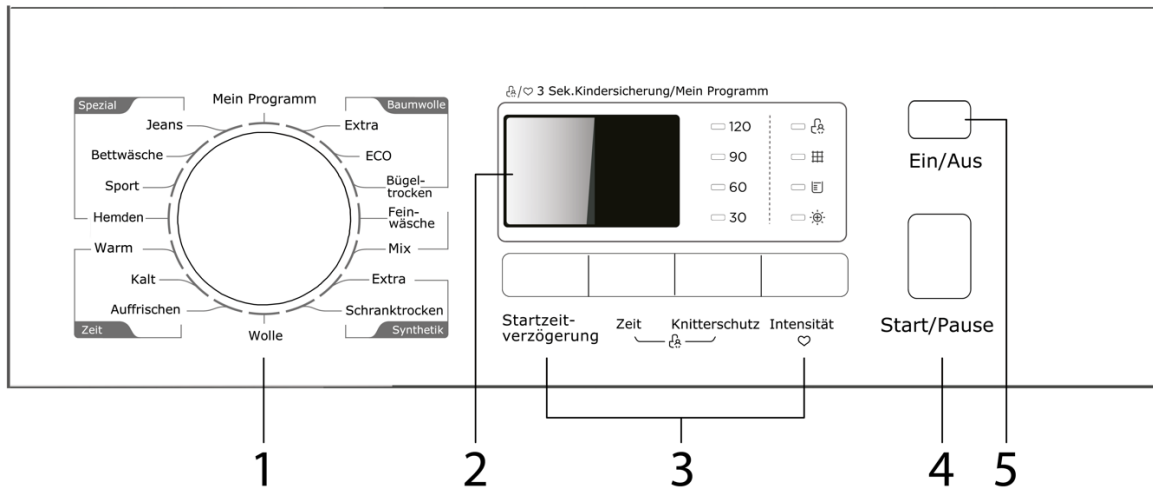 Spezial
Mein Programm
Baumwolle
Jeans
Extra
Bettwäsche
ECO
Sport
Bügel-
trocken
Hemden
Fein-
wäsche
Warm
Mix
Kalt
Extra
Auffrischen
Schranktrocken
Zeit
Wolle
Synthetik
/♡ 3 Sek.Kindersicherung/Mein Programm
120
90
60
30
Startzeit-
verzögerung
Zeit
Knitterschutz
Intensität
♡
Ein/Aus
Start/Pause
1
2
3
4
5